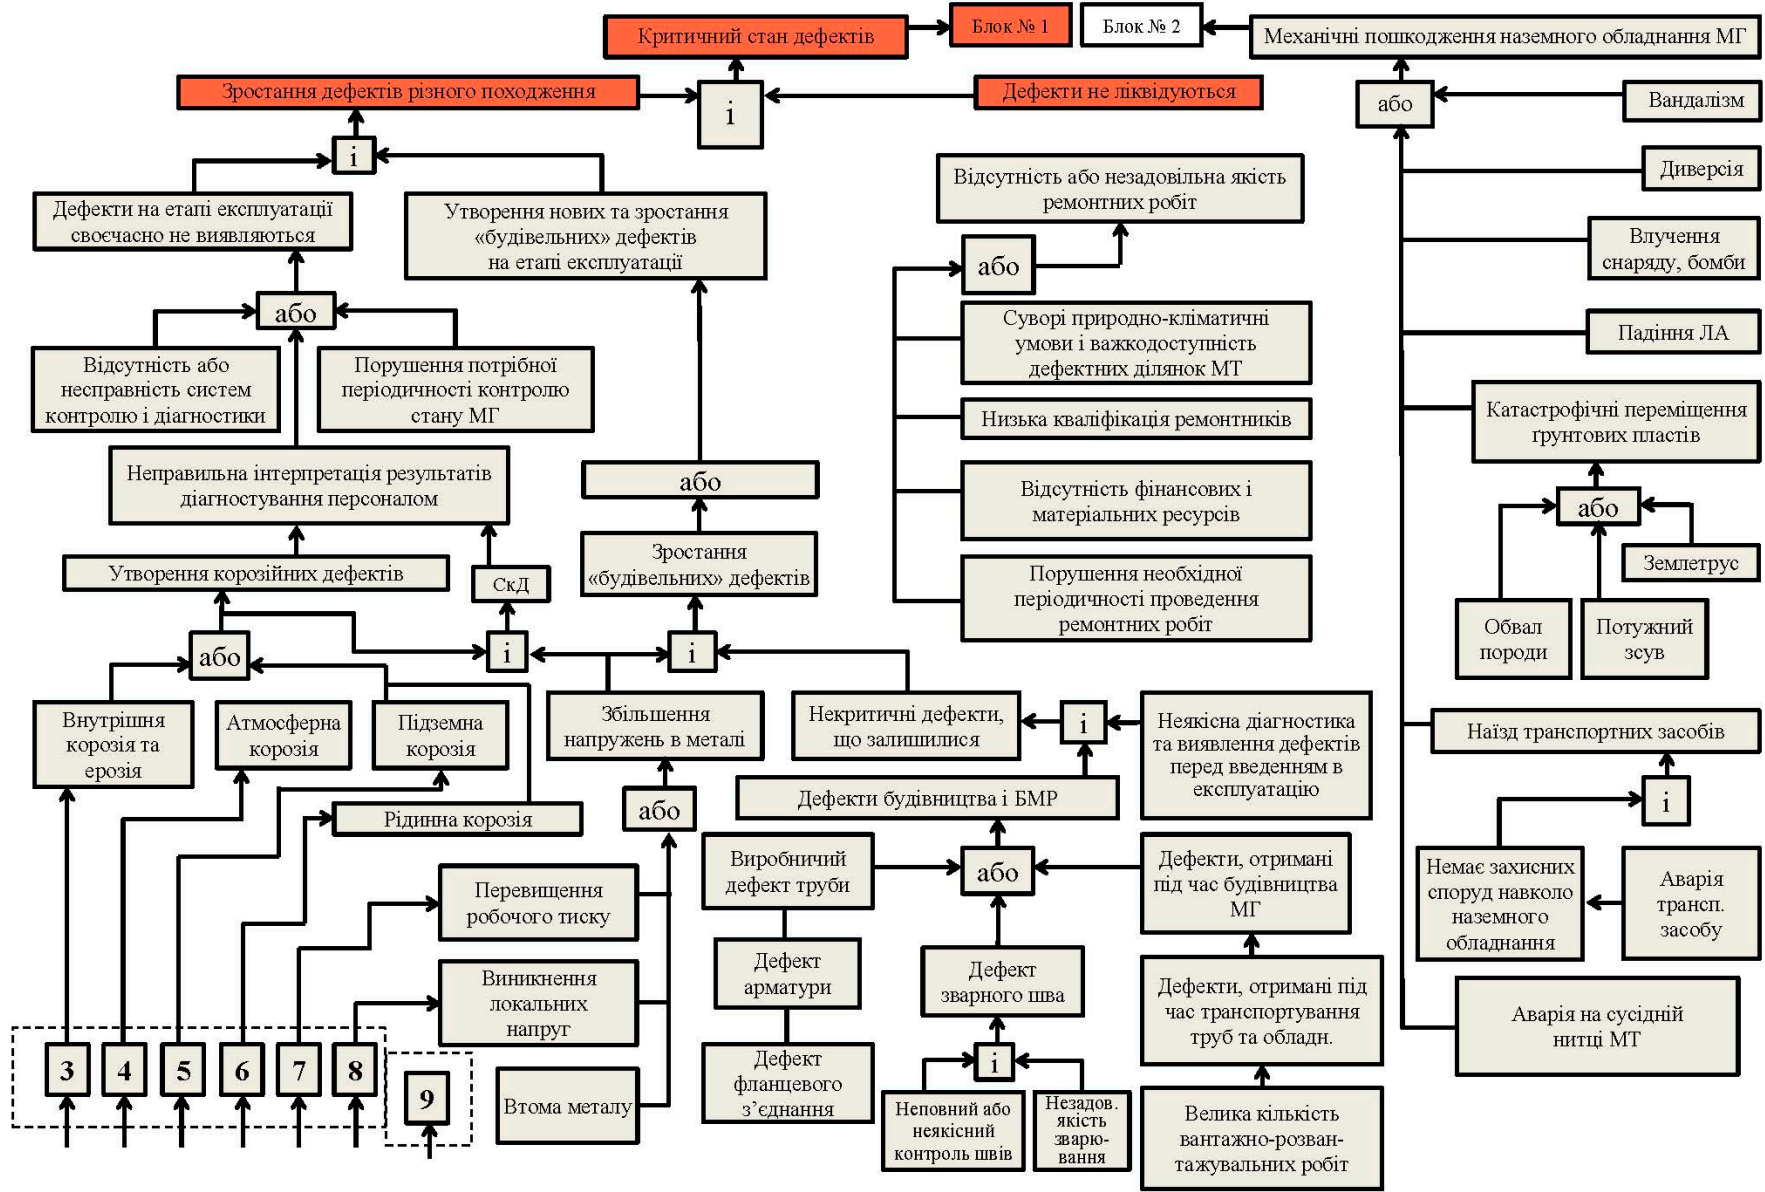 Критичний стан дефектів
Блок № 1
Блок № 2
Механічні пошкодження наземного обладнання МГ
Зростання дефектів різного походження
і
Дефекти не ліквідуються
або
Вандалізм
і
Дефекти на етапі експлуатації
своєчасно не виявляються
Утворення нових та зростання
«будівельних» дефектів
на етапі експлуатації
Відсутність або незадовільна якість
ремонтних робіт
Диверсія
або
Влучення
снаряду, бомби
або
Суворі природно-кліматичні
умови і важкодоступність
дефектних ділянок МТ
Падіння ЛА
Відсутність або
несправність систем
контролю і діагностики
Порушення потрібної
періодичності контролю
стану МГ
Низька кваліфікація ремонтників
Катастрофічні переміщення
ґрунтових пластів
Неправильна інтерпретація результатів
діагностування персоналом
або
Відсутність фінансових і
матеріальних ресурсів
або
Утворення корозійних дефектів
СкД
Зростання
«будівельних» дефектів
Порушення необхідної
періодичності проведення
ремонтних робіт
Землетрус
Обвал
породи
Потужний
зсув
або
і
і
Внутрішня
корозія та
ерозія
Атмосферна
корозія
Підземна
корозія
Збільшення
напружень в металі
Некритичні дефекти,
що залишилися
і
Неякісна діагностика
та виявлення дефектів
перед введенням в
експлуатацію
Наїзд транспортних засобів
Рідинна корозія
або
Дефекти будівництва і БМР
і
Перевищення
робочого тиску
Виробничий
дефект труби
або
Дефекти, отримані
під час будівництва
МГ
Немає захисних
споруд навколо
наземного
обладнання
Аварія
трансп.
засобу
Виникнення
локальних
напруг
Дефект
арматури
Дефект
зварного шва
Дефекти, отримані під
час транспортування
труб та обладн.
Аварія на сусідній
нитці МТ
3
4
5
6
7
8
9
Втома металу
Дефект
фланцевого
з’єднання
і
Неповний або
неякісний
контроль швів
Незадов.
якість
зварю-
вання
Велика кількість
вантажно-розван-
тажувальних робіт